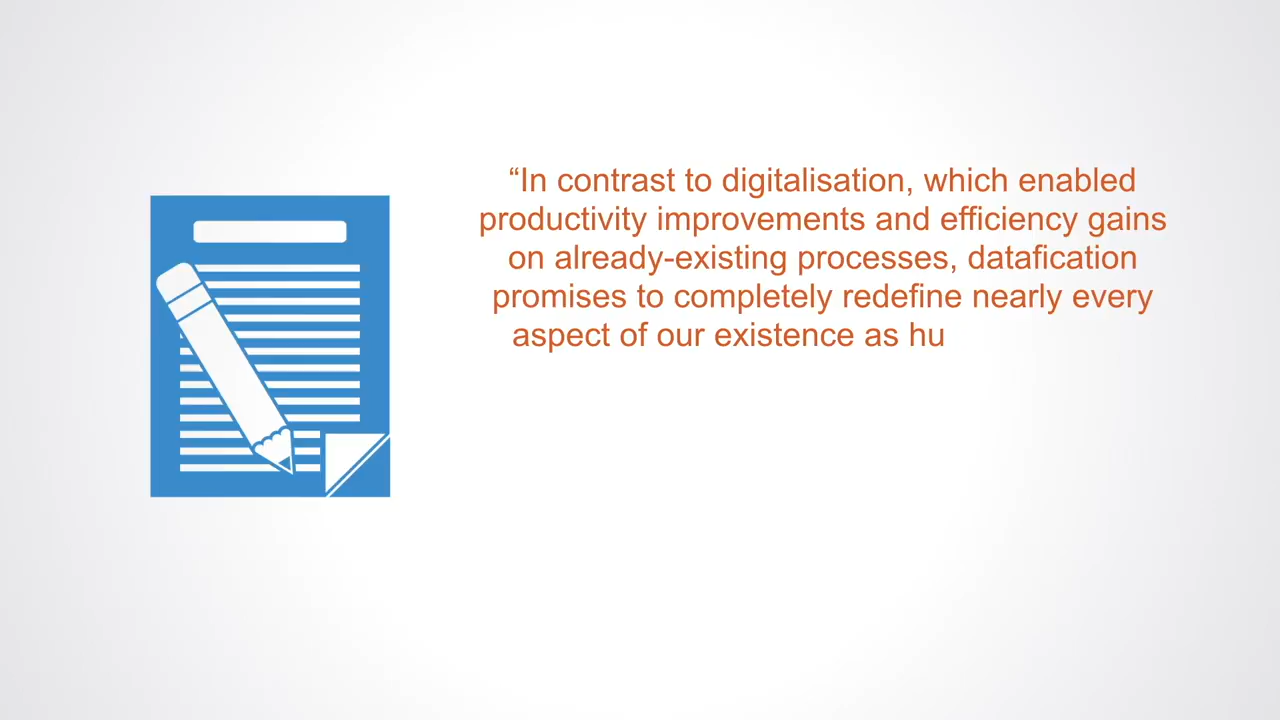 “In contrast to digitalisation, which enabled
productivity improvements and efficiency gains
on already-existing processes, datafication
promises to completely redefine nearly every
aspect of our existence as hu